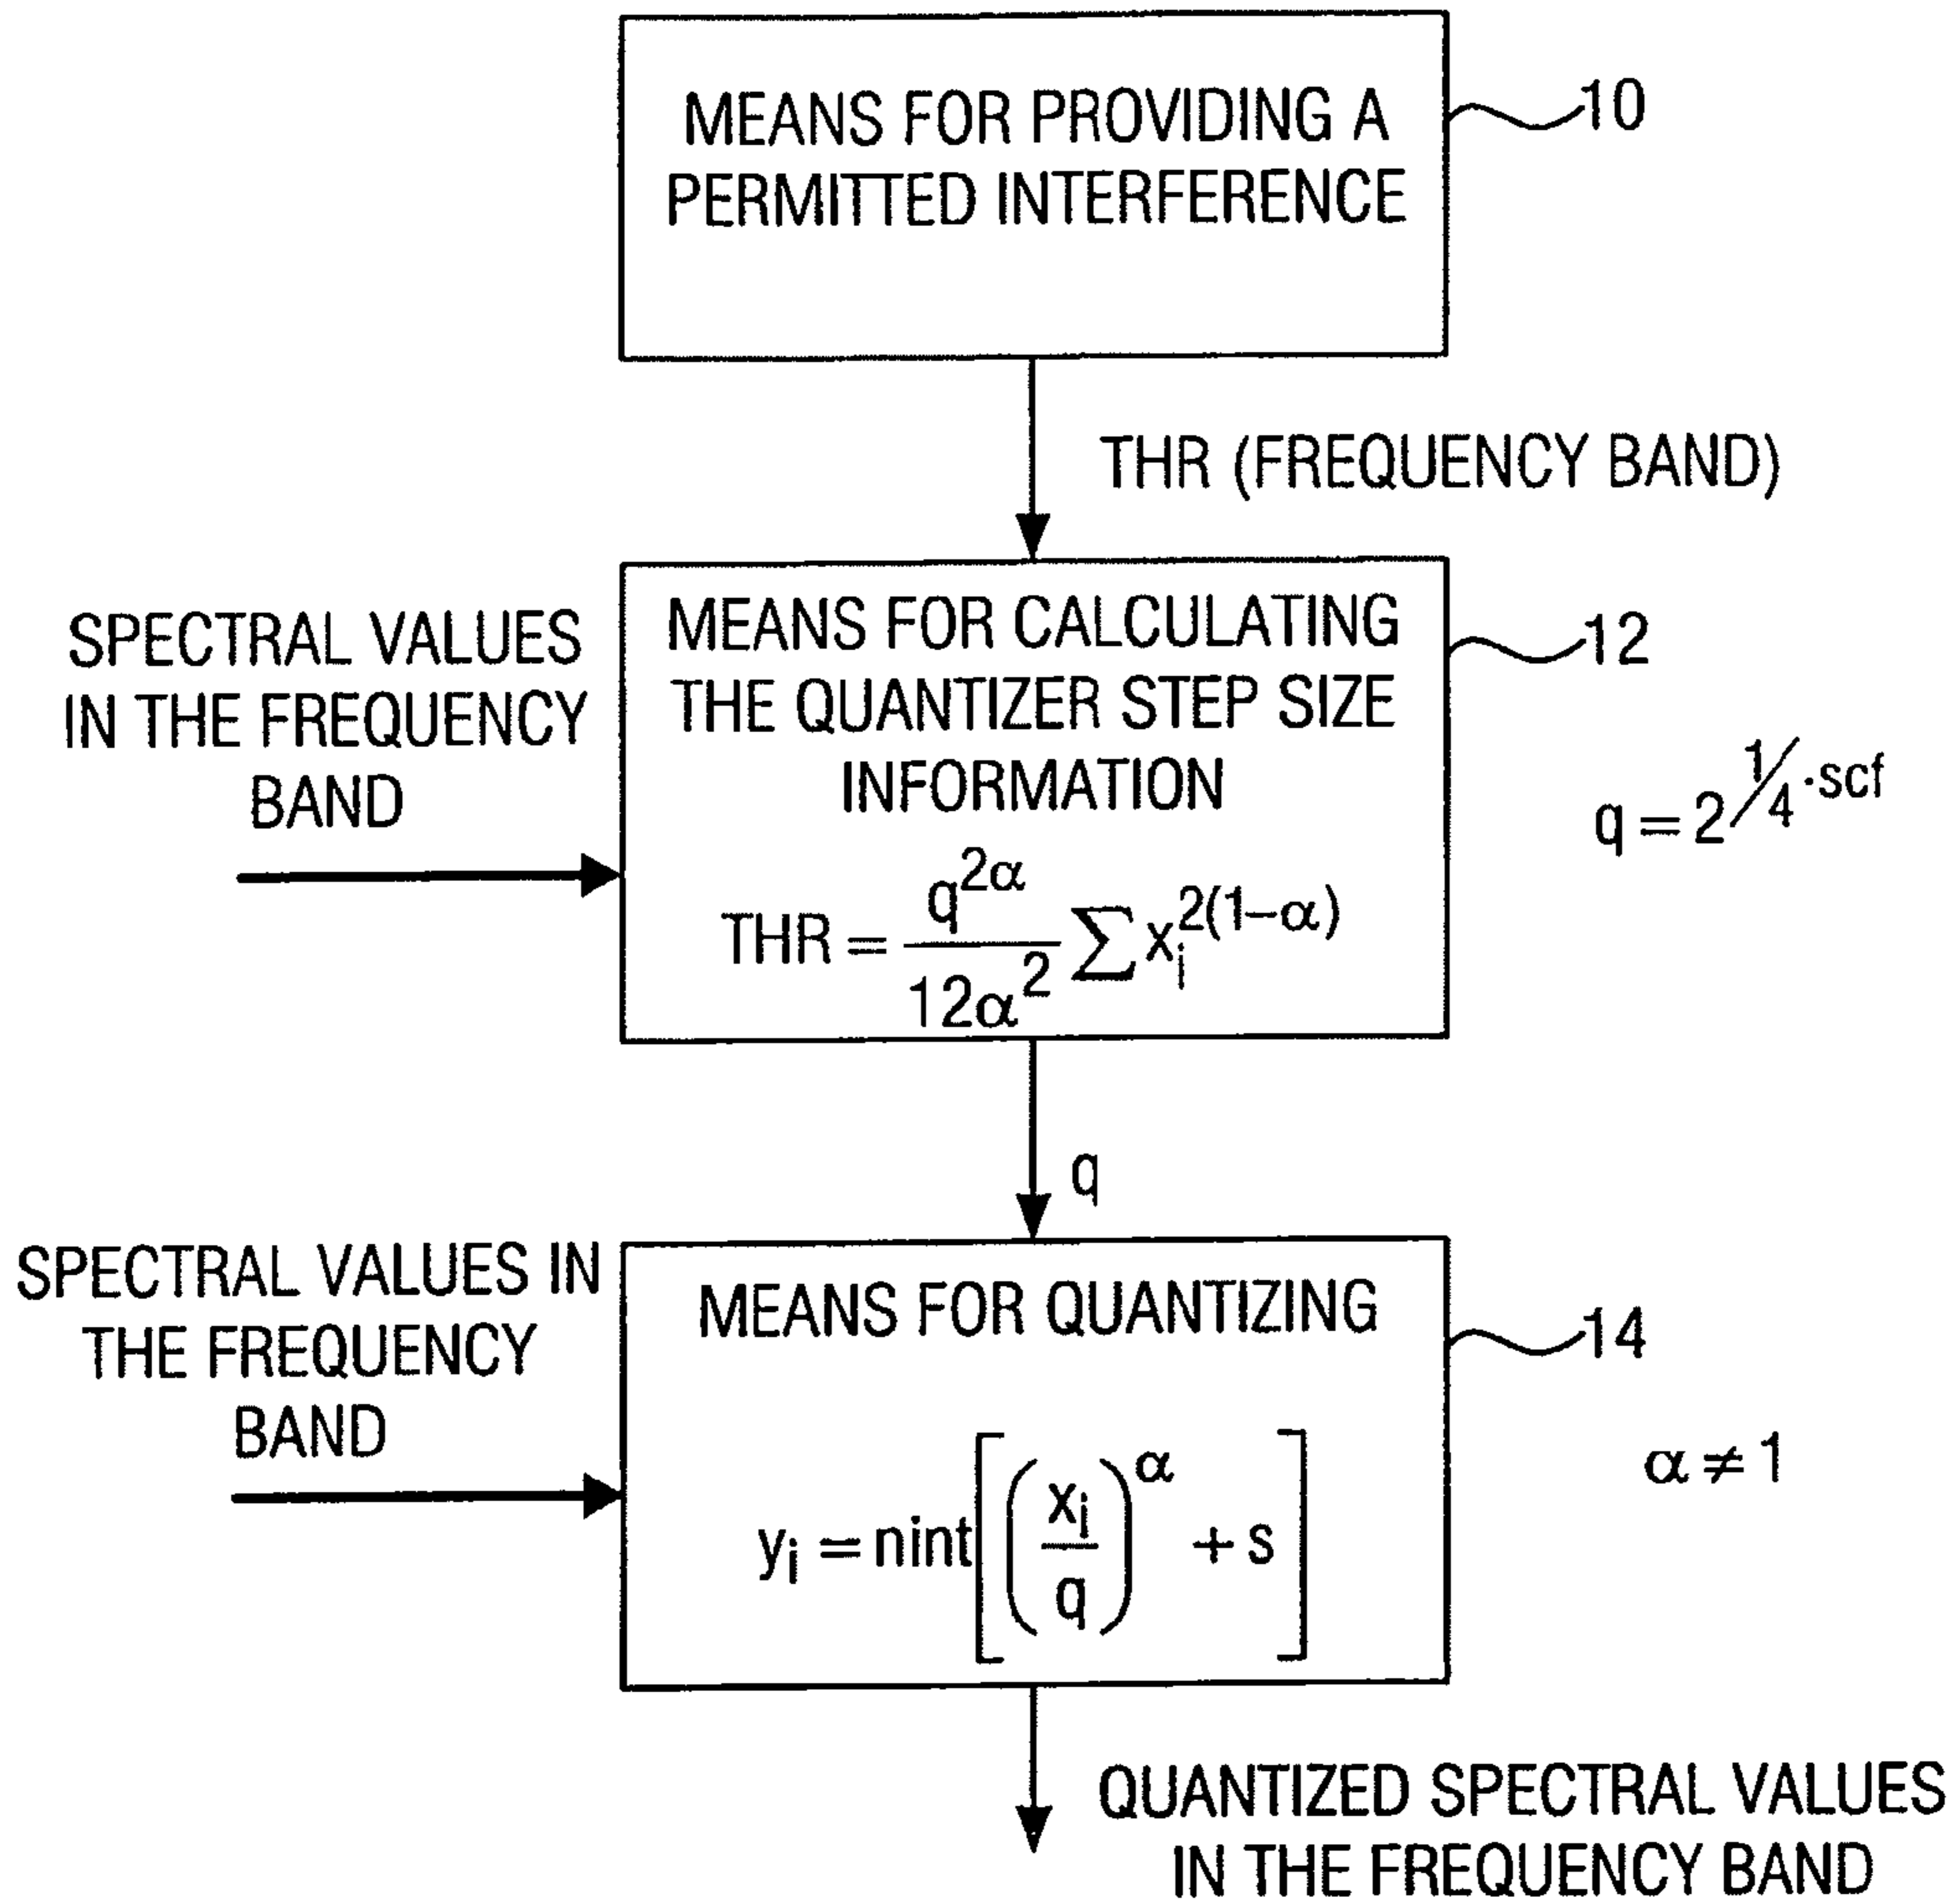 MEANS FOR PROVIDING A
PERMITTED INTERFERENCE
10
THR (FREQUENCY BAND)
SPECTRAL VALUES
IN THE FREQUENCY
BAND
MEANS FOR CALCULATING
THE QUANTIZER STEP SIZE
INFORMATION
THR = \frac{q^{2α}}{12α^2} ∑ x_i^{2(1−α)}
12
q = 2^{1/4 · scf}
q
SPECTRAL VALUES IN
THE FREQUENCY
BAND
MEANS FOR QUANTIZING
y_i = nint[(\frac{x_i}{q})^α + s]
14
α ≠ 1
QUANTIZED SPECTRAL VALUES
IN THE FREQUENCY BAND